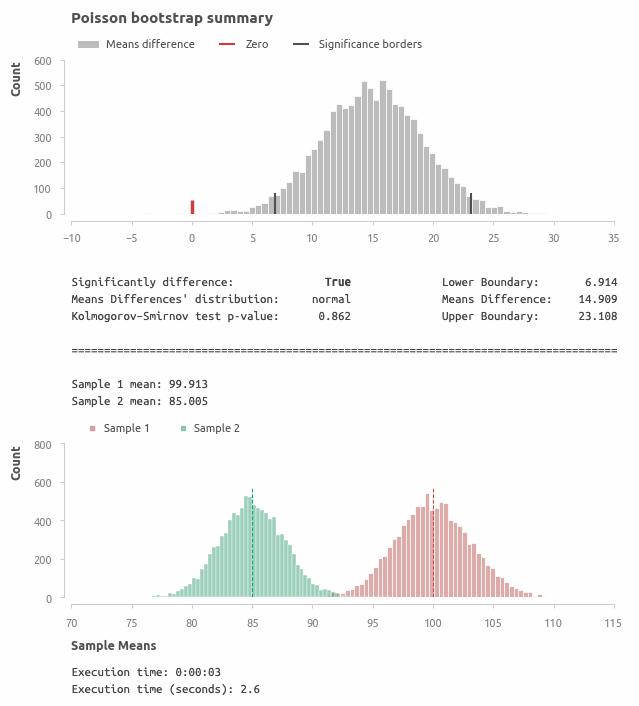 Poisson bootstrap summary
Means difference Zero Significance borders
Count
600
500
400
300
200
100
0
−10 −5 0 5 10 15 20 25 30 35
Significantly difference: True Lower Boundary: 6.914
Means Differences' distribution: normal Means Difference: 14.909
Kolmogorov-Smirnov test p-value: 0.862 Upper Boundary: 23.108
====================================================================================
Sample 1 mean: 99.913
Sample 2 mean: 85.005
Sample 1 Sample 2
Count
800
600
400
200
0
70 75 80 85 90 95 100 105 110 115
Sample Means
Execution time: 0:00:03
Execution time (seconds): 2.6